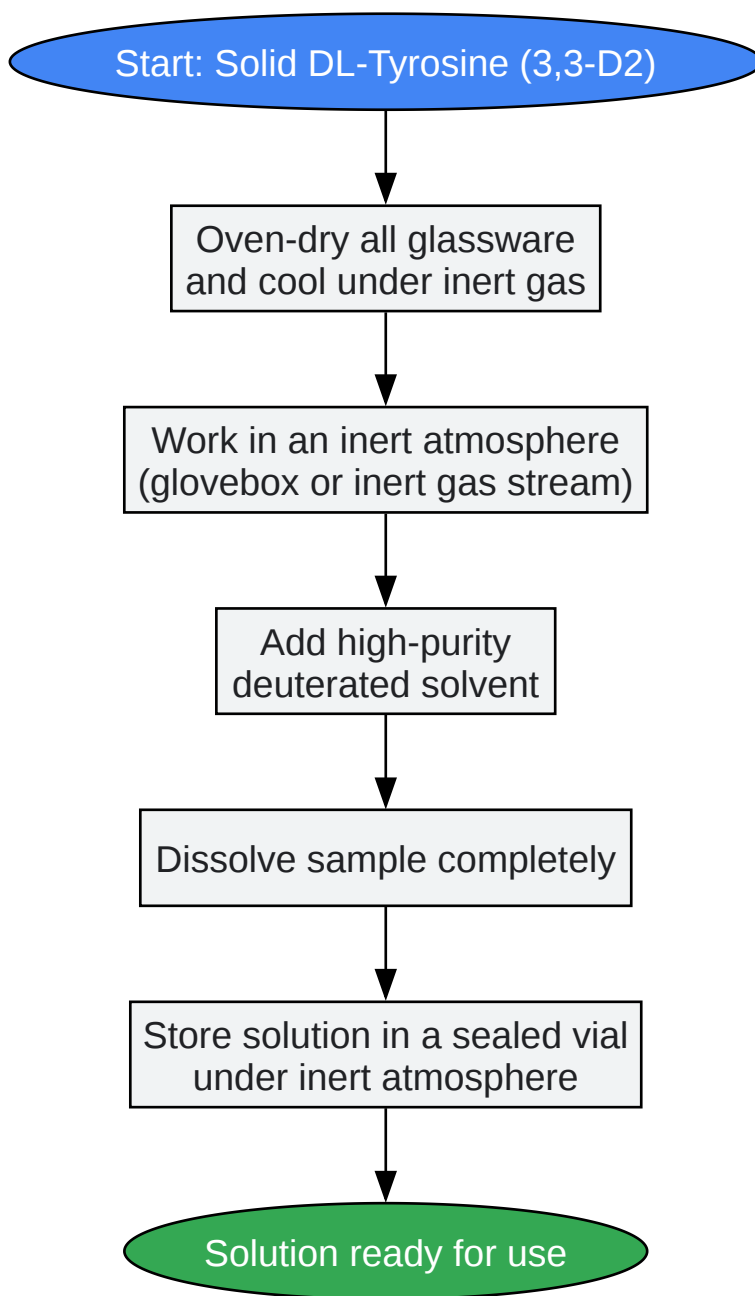 Start: Solid DL-Tyrosine (3,3-D2)
Oven-dry all glassware
and cool under inert gas
Work in an inert atmosphere
(glovebox or inert gas stream)
Add high-purity
deuterated solvent
Dissolve sample completely
Store solution in a sealed vial
under inert atmosphere
Solution ready for use